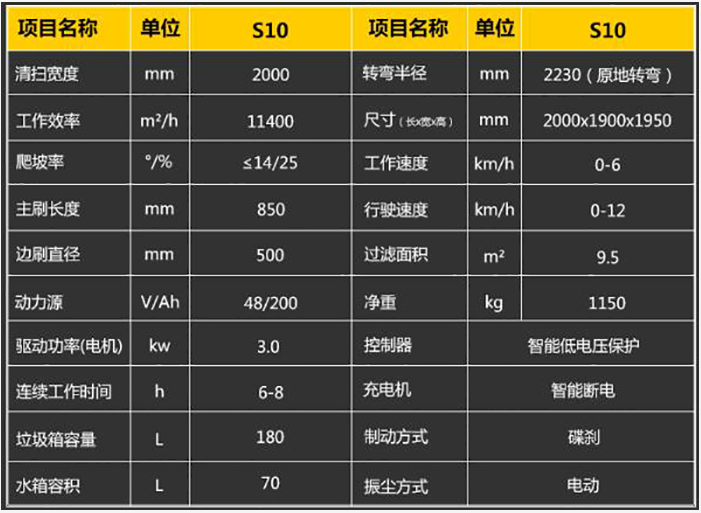 项目名称 单位 S10 项目名称 单位 S10
清扫宽度 mm 2000 转弯半径 mm 2230（原地转弯）
工作效率 m²/h 11400 尺寸（长x宽x高） mm 2000x1900x1950
爬坡率 °/% ≤14/25 工作速度 km/h 0-6
主刷长度 mm 850 行驶速度 km/h 0-12
边刷直径 mm 500 过滤面积 m² 9.5
动力源 V/Ah 48/200 净重 kg 1150
驱动功率(电机) kw 3.0 控制器 智能低电压保护
连续工作时间 h 6-8 充电机 智能断电
垃圾箱容量 L 180 制动方式 碟刹
水箱容积 L 70 振尘方式 电动